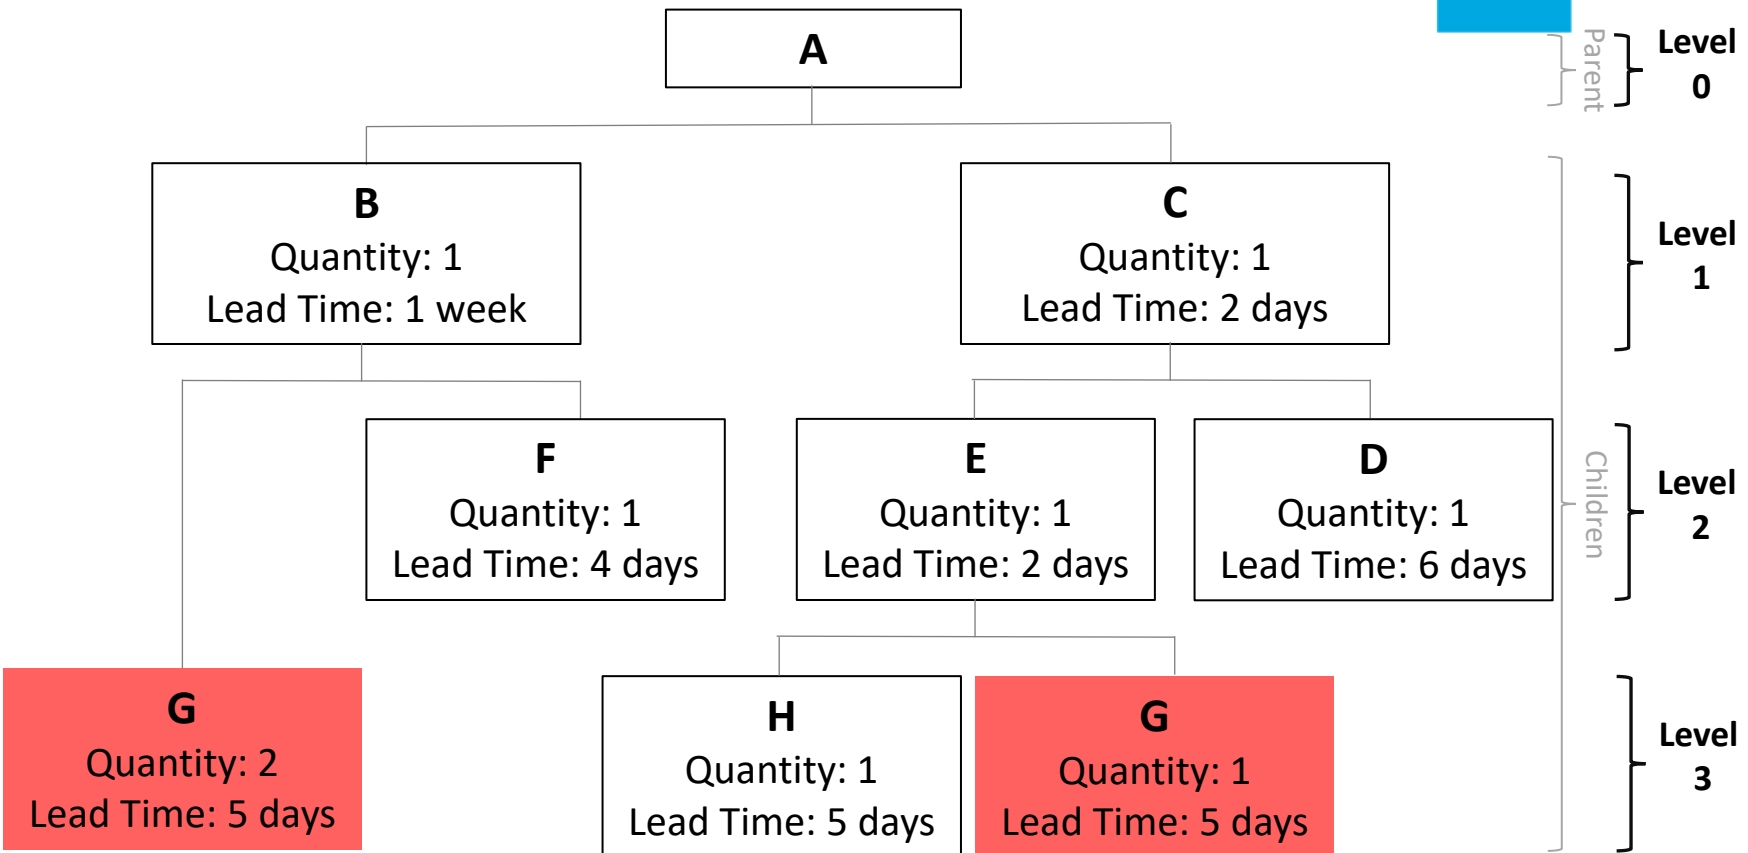 A
Parent
Level
0
B
Quantity: 1
Lead Time: 1 week
C
Quantity: 1
Lead Time: 2 days
Level
1
F
Quantity: 1
Lead Time: 4 days
E
Quantity: 1
Lead Time: 2 days
D
Quantity: 1
Lead Time: 6 days
Children
Level
2
G
Quantity: 2
Lead Time: 5 days
H
Quantity: 1
Lead Time: 5 days
G
Quantity: 1
Lead Time: 5 days
Level
3